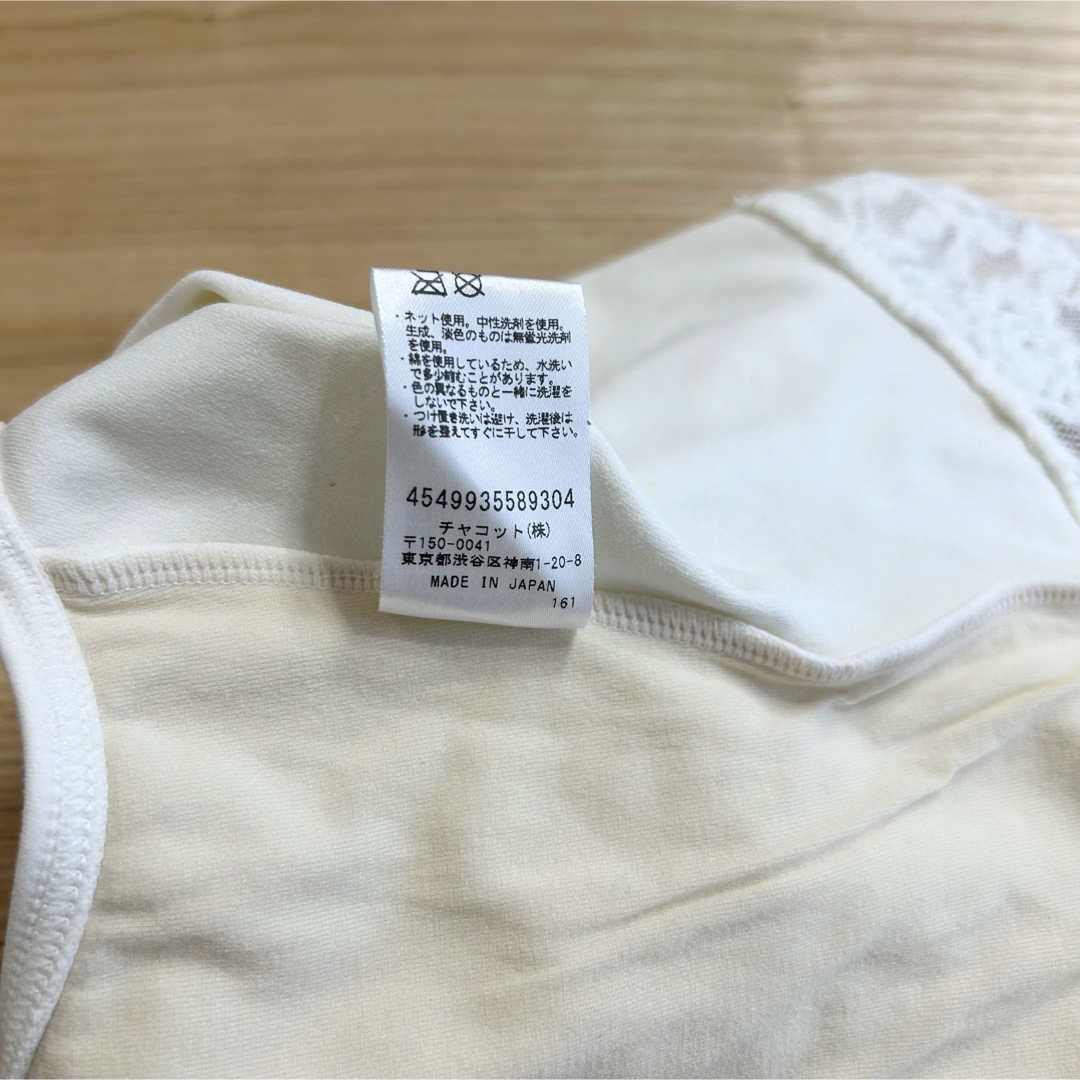 ・ネット使用。中性洗剤を使用。
生成、淡色のものは無蛍光洗剤
を使用。
・綿を使用しているため、水洗い
で多少縮むことがあります。
・色の異なるものと一緒に洗濯を
しないで下さい。
・つけ置き洗いは避け、洗濯後は
形を整えてすぐに干して下さい。
4549935589304
チャコット(株)
〒150-0041
東京都渋谷区神南1-20-8
MADE IN JAPAN
161